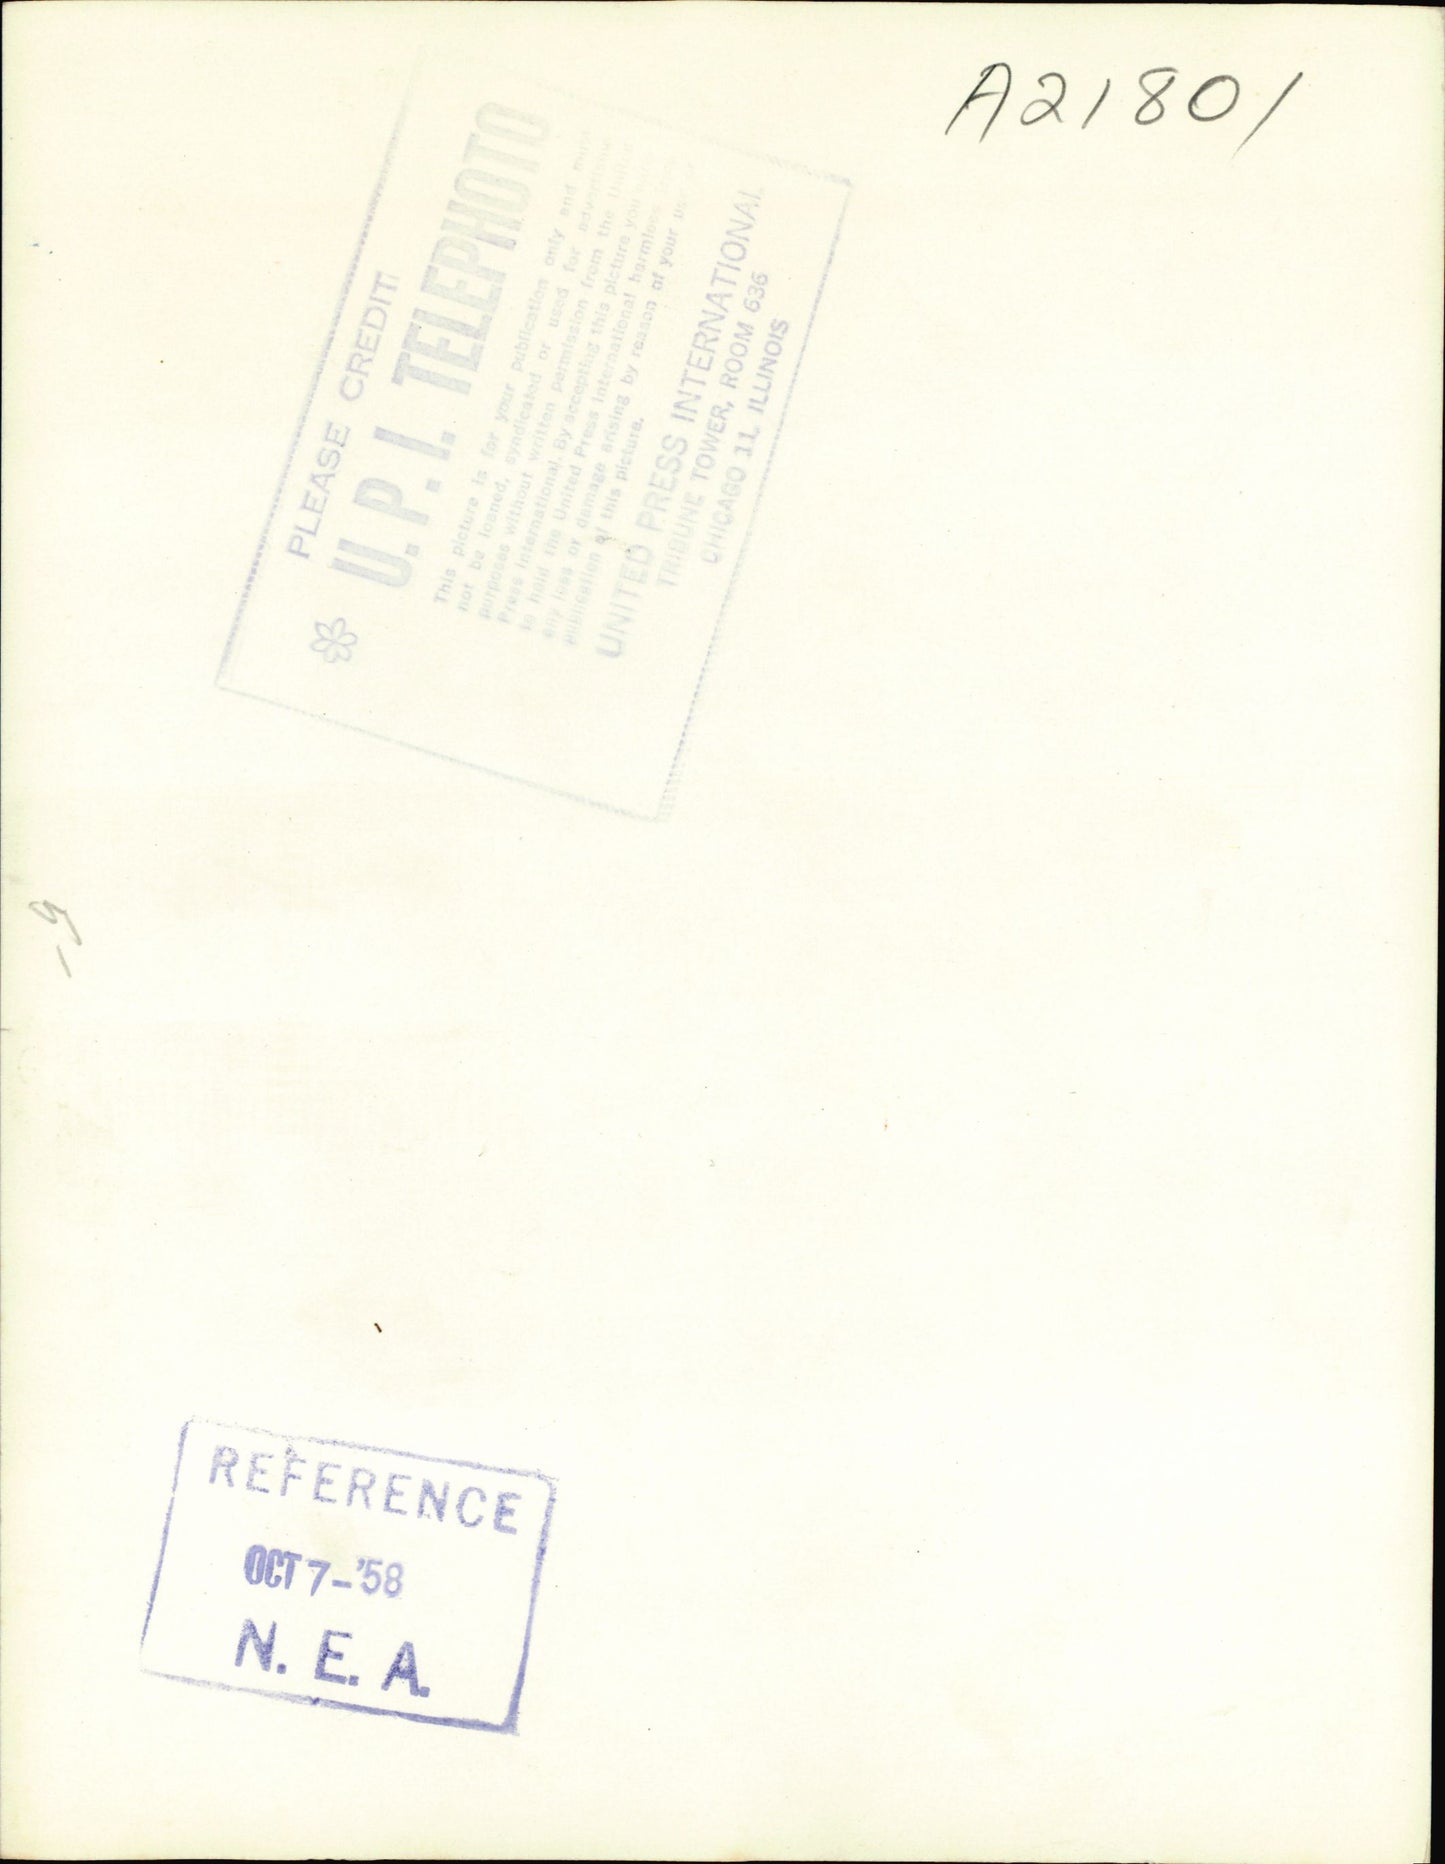 A21801
PLEASE CREDIT
U.P.I. TELEPHOTO
This picture is for your publication only and must
not be loaned, syndicated or used for advertising
purposes without written permission from the United
Press International. By accepting this picture you
to hold the United Press International harmless from
any loss or damage arising by reason of your use or
publication of this picture.
UNITED PRESS INTERNATIONAL
TRIBUNE TOWER, ROOM 636
CHICAGO 11, ILLINOIS
REFERENCE
OCT 7-'58
N. E. A.